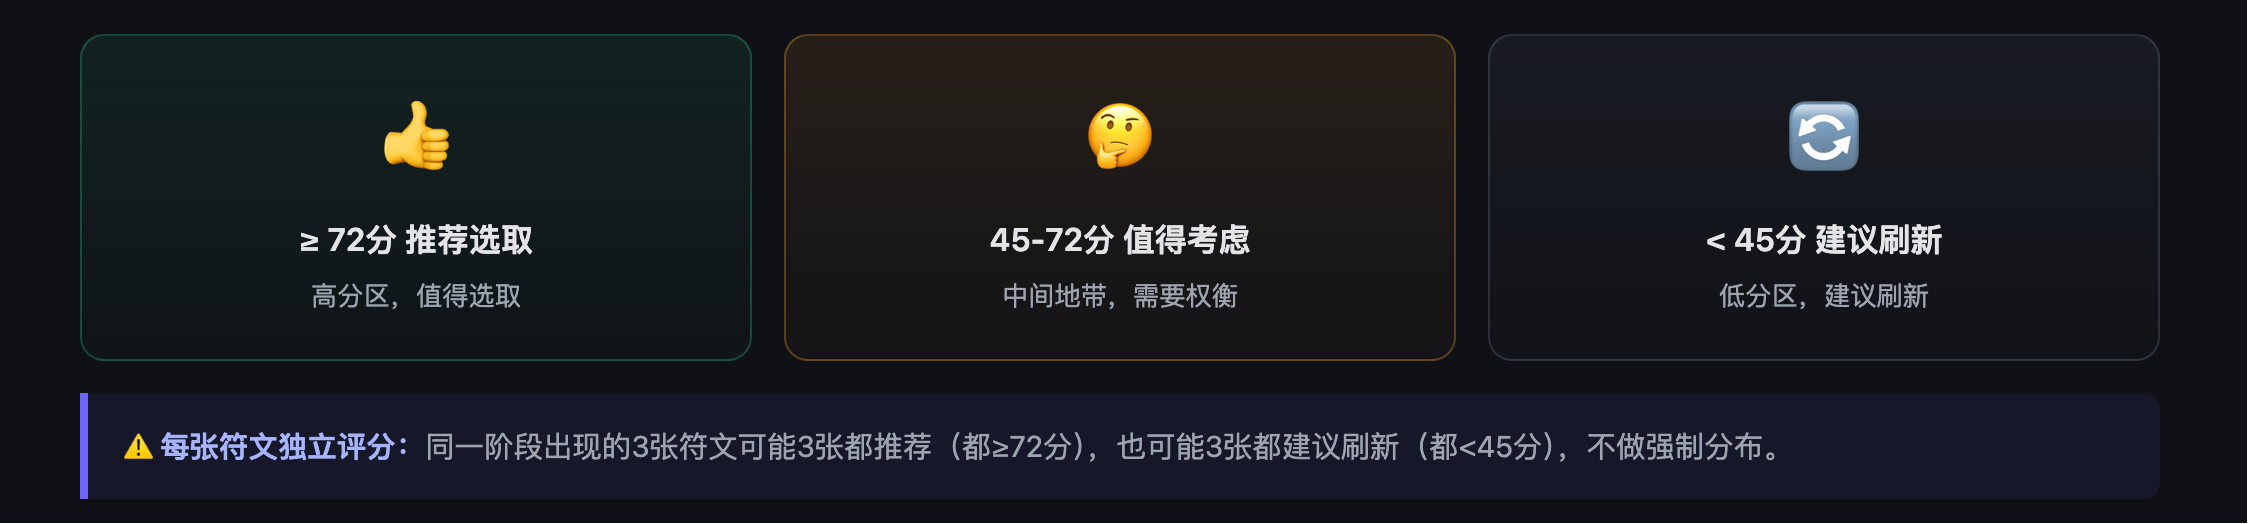 ≥ 72分 推荐选取
高分区，值得选取
45-72分 值得考虑
中间地带，需要权衡
< 45分 建议刷新
低分区，建议刷新
⚠️ 每张符文独立评分：同一阶段出现的3张符文可能3张都推荐（都≥72分），也可能3张都建议刷新（都<45分），不做强制分布。